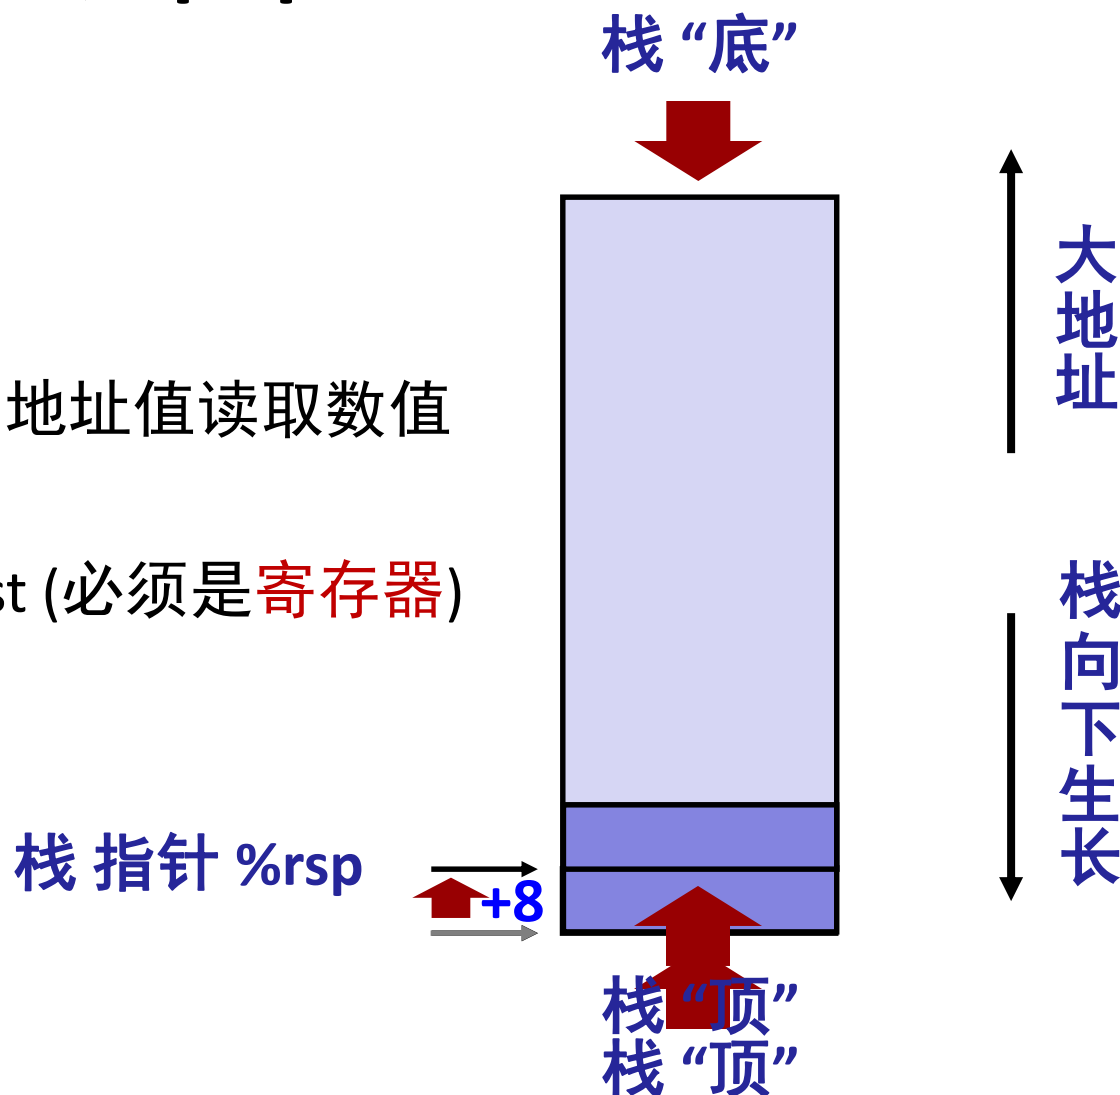 栈 “底”
大地址
地址值读取数值
st (必须是寄存器)
栈向下生长
栈 指针 %rsp
+8
栈 “顶”
栈 “顶”